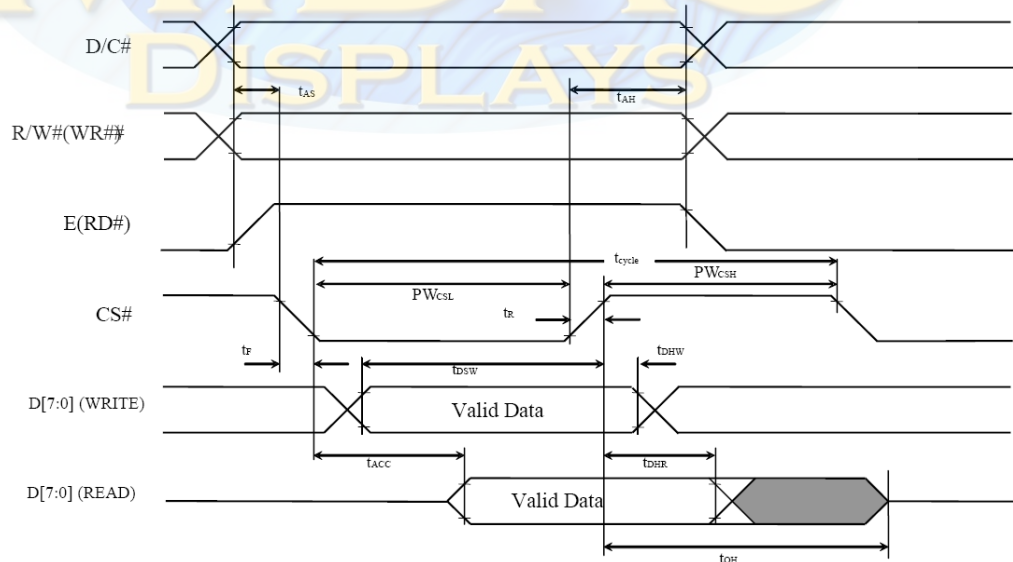 DISPLAYS
D/C#
tAS
tAH
R/W#(WR##
E(RD#)
tcycle
PWCSL
PWCSH
CS#
tR
tF
tDSW
tDHW
D[7:0] (WRITE)
Valid Data
tACC
tDHR
D[7:0] (READ)
Valid Data
tOH